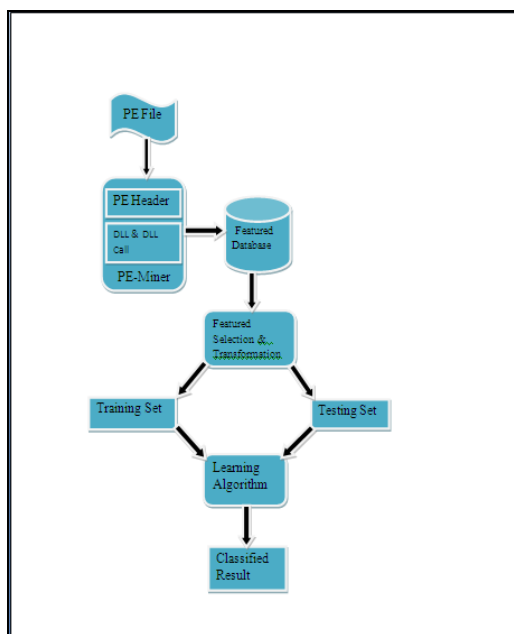 PE File
PE Header
DLL & DLL
Call
PE-Miner
Featured
Database
Featured
Selection &
Transformation
Training Set
Testing Set
Learning
Algorithm
Classified
Result